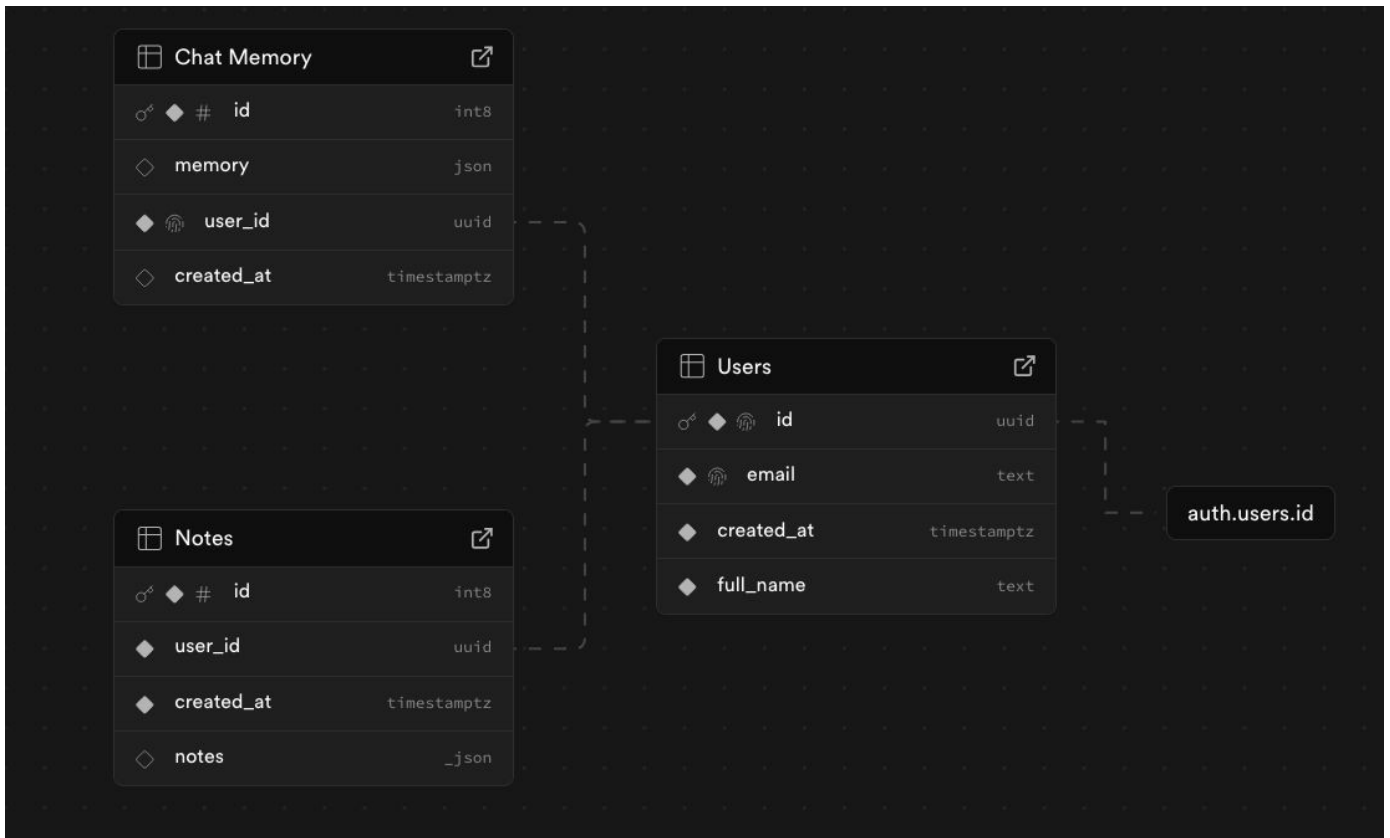 Chat Memory
# id int8
memory json
user_id uuid
created_at timestamptz
Users
id uuid
email text
created_at timestamptz
full_name text
auth.users.id
Notes
# id int8
user_id uuid
created_at timestamptz
notes _json